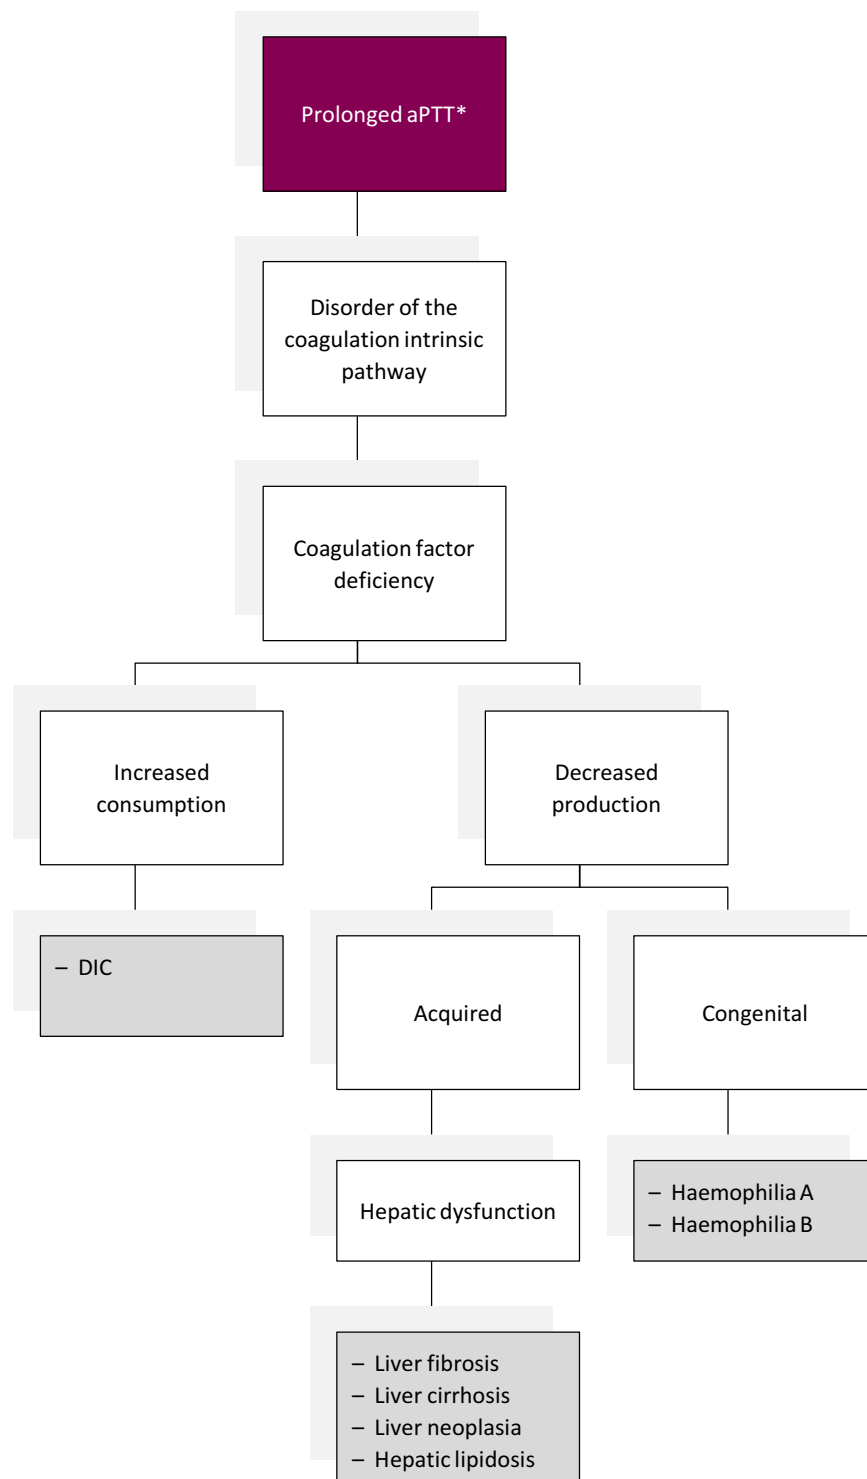 Prolonged aPTT*
Disorder of the
coagulation intrinsic
pathway
Coagulation factor
deficiency
Increased
consumption
Decreased
production
– DIC
Acquired
Congenital
Hepatic dysfunction
– Haemophilia A
– Haemophilia B
– Liver fibrosis
– Liver cirrhosis
– Liver neoplasia
– Hepatic lipidosis